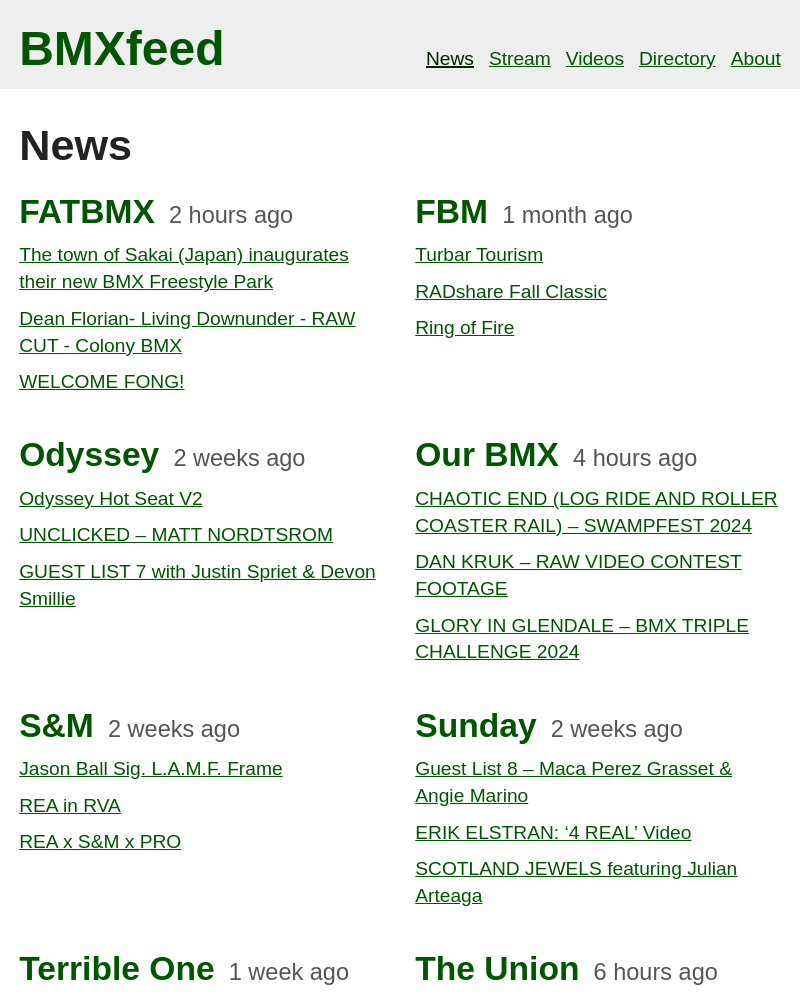 BMXfeed
News Stream Videos Directory About
News
FATBMX 2 hours ago
The town of Sakai (Japan) inaugurates
their new BMX Freestyle Park
Dean Florian- Living Downunder - RAW
CUT - Colony BMX
WELCOME FONG!
FBM 1 month ago
Turbar Tourism
RADshare Fall Classic
Ring of Fire
Odyssey 2 weeks ago
Odyssey Hot Seat V2
UNCLICKED – MATT NORDTSROM
GUEST LIST 7 with Justin Spriet & Devon
Smillie
Our BMX 4 hours ago
CHAOTIC END (LOG RIDE AND ROLLER
COASTER RAIL) – SWAMPFEST 2024
DAN KRUK – RAW VIDEO CONTEST
FOOTAGE
GLORY IN GLENDALE – BMX TRIPLE
CHALLENGE 2024
S&M 2 weeks ago
Jason Ball Sig. L.A.M.F. Frame
REA in RVA
REA x S&M x PRO
Sunday 2 weeks ago
Guest List 8 – Maca Perez Grasset &
Angie Marino
ERIK ELSTRAN: ‘4 REAL’ Video
SCOTLAND JEWELS featuring Julian
Arteaga
Terrible One 1 week ago
The Union 6 hours ago